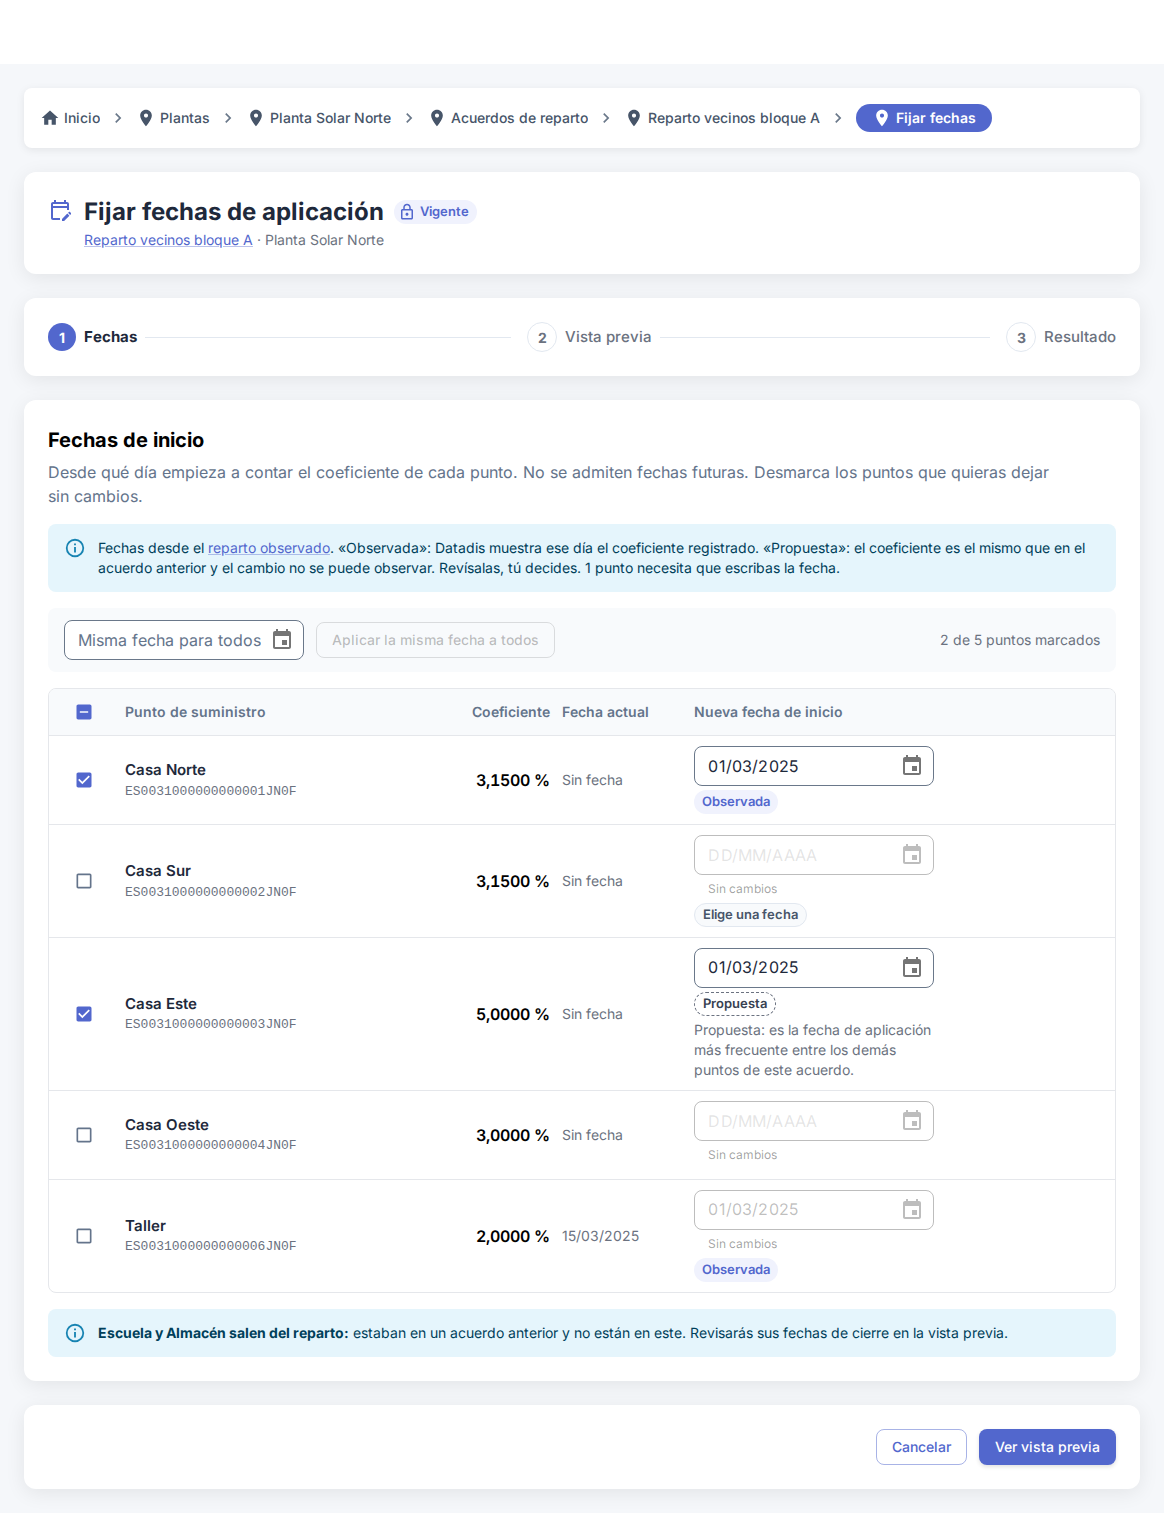 Inicio > Plantas > Planta Solar Norte > Acuerdos de reparto > Reparto vecinos bloque A > Fijar fechas
Fijar fechas de aplicación Vigente
Reparto vecinos bloque A · Planta Solar Norte
1 Fechas 2 Vista previa 3 Resultado
Fechas de inicio
Desde qué día empieza a contar el coeficiente de cada punto. No se admiten fechas futuras. Desmarca los puntos que quieras dejar
sin cambios.
Fechas desde el reparto observado. «Observada»: Datadis muestra ese día el coeficiente registrado. «Propuesta»: el coeficiente es el mismo que en el
acuerdo anterior y el cambio no se puede observar. Revísalas, tú decides. 1 punto necesita que escribas la fecha.
Misma fecha para todos Aplicar la misma fecha a todos 2 de 5 puntos marcados
Punto de suministro Coeficiente Fecha actual Nueva fecha de inicio
Casa Norte
ES0031000000000001JN0F
3,1500 % Sin fecha
01/03/2025
Observada
Casa Sur
ES0031000000000002JN0F
3,1500 % Sin fecha
DD/MM/AAAA
Sin cambios
Elige una fecha
Casa Este
ES0031000000000003JN0F
5,0000 % Sin fecha
01/03/2025
Propuesta
Propuesta: es la fecha de aplicación
más frecuente entre los demás
puntos de este acuerdo.
Casa Oeste
ES0031000000000004JN0F
3,0000 % Sin fecha
DD/MM/AAAA
Sin cambios
Taller
ES0031000000000006JN0F
2,0000 % 15/03/2025
01/03/2025
Sin cambios
Observada
Escuela y Almacén salen del reparto: estaban en un acuerdo anterior y no están en este. Revisarás sus fechas de cierre en la vista previa.
Cancelar Ver vista previa